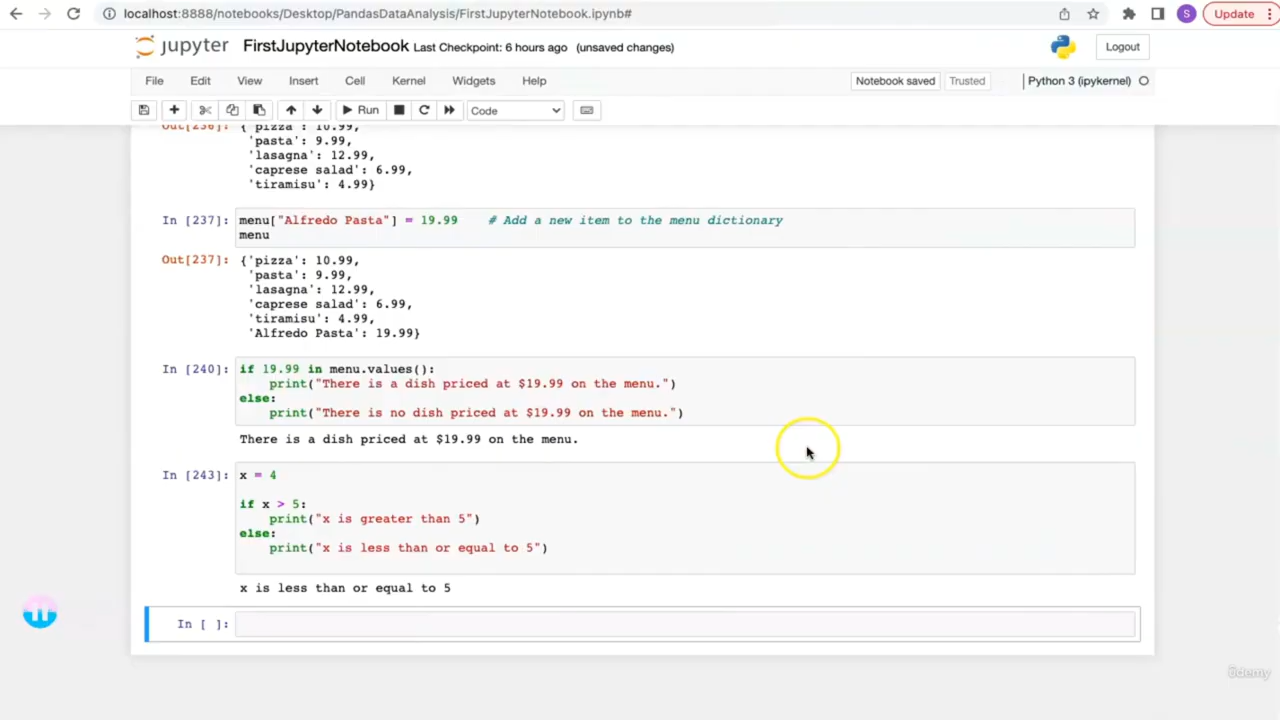 localhost:8888/notebooks/Desktop/PandasDataAnalysis/FirstJupyterNotebook.ipynb#
S
Update
jupyter FirstJupyterNotebook Last Checkpoint: 6 hours ago (unsaved changes)
Logout
File Edit View Insert Cell Kernel Widgets Help
Notebook saved Trusted Python 3 (ipykernel)
Run Code
Out[236]: {'pizza': 10.99,
'pasta': 9.99,
'lasagna': 12.99,
'caprese salad': 6.99,
'tiramisu': 4.99}
In [237]: menu["Alfredo Pasta"] = 19.99 # Add a new item to the menu dictionary
menu
Out[237]: {'pizza': 10.99,
'pasta': 9.99,
'lasagna': 12.99,
'caprese salad': 6.99,
'tiramisu': 4.99,
'Alfredo Pasta': 19.99}
In [240]: if 19.99 in menu.values():
print("There is a dish priced at $19.99 on the menu.")
else:
print("There is no dish priced at $19.99 on the menu.")
There is a dish priced at $19.99 on the menu.
In [243]: x = 4
if x > 5:
print("x is greater than 5")
else:
print("x is less than or equal to 5")
x is less than or equal to 5
In [ ]:
ûdemy